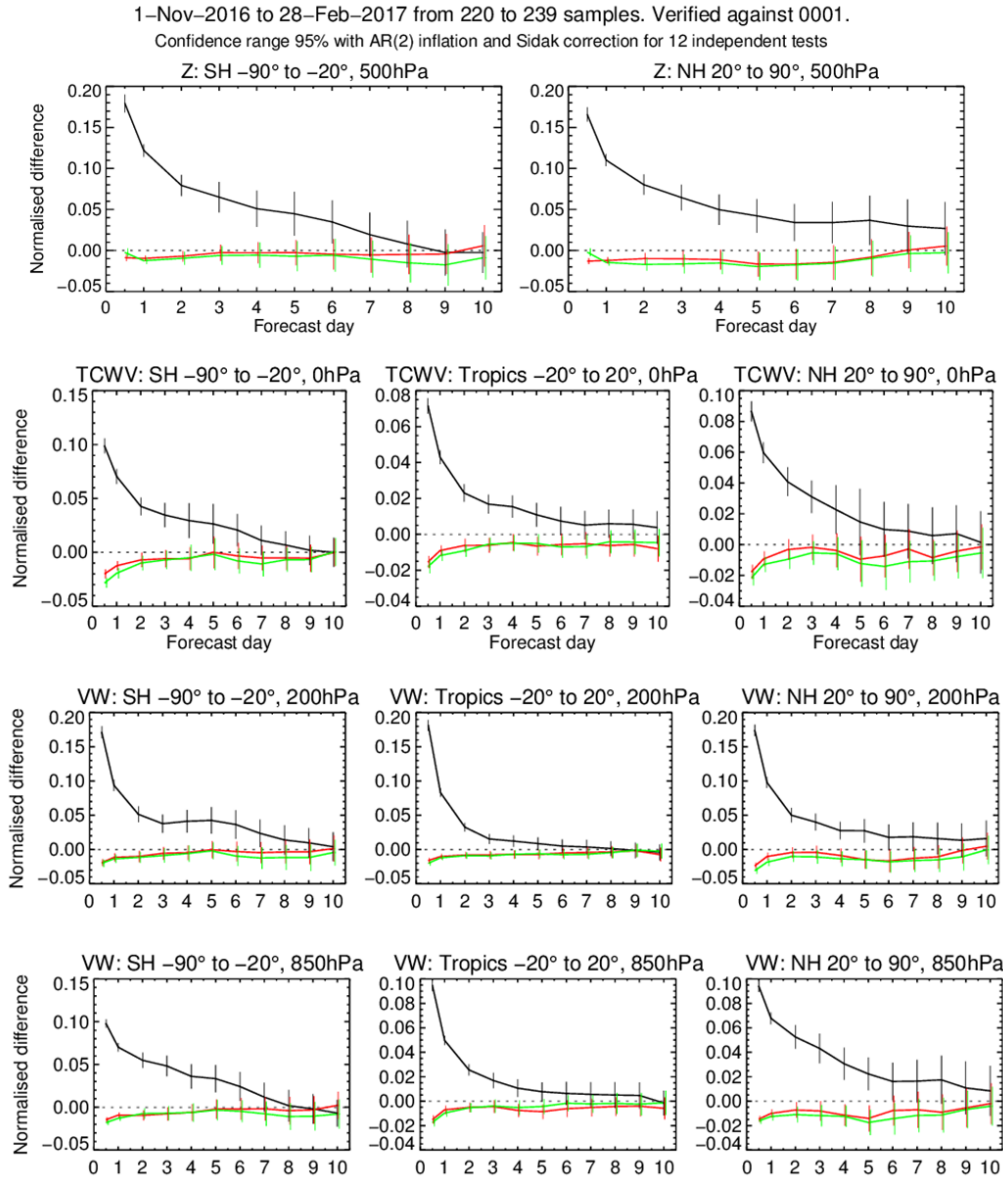 1−Nov−2016 to 28−Feb−2017 from 220 to 239 samples. Verified against 0001.
Confidence range 95% with AR(2) inflation and Sidak correction for 12 independent tests
Z: SH −90° to −20°, 500hPa
Z: NH 20° to 90°, 500hPa
Normalised difference
0.20
0.15
0.10
0.05
0.00
−0.05
0 1 2 3 4 5 6 7 8 9 10
Forecast day
0.20
0.15
0.10
0.05
0.00
−0.05
0 1 2 3 4 5 6 7 8 9 10
Forecast day
TCWV: SH −90° to −20°, 0hPa
TCWV: Tropics −20° to 20°, 0hPa
TCWV: NH 20° to 90°, 0hPa
Normalised difference
0.15
0.10
0.05
0.00
−0.05
0 1 2 3 4 5 6 7 8 9 10
Forecast day
0.08
0.06
0.04
0.02
0.00
−0.02
−0.04
0 1 2 3 4 5 6 7 8 9 10
Forecast day
0.10
0.08
0.06
0.04
0.02
0.00
−0.02
−0.04
0 1 2 3 4 5 6 7 8 9 10
Forecast day
VW: SH −90° to −20°, 200hPa
VW: Tropics −20° to 20°, 200hPa
VW: NH 20° to 90°, 200hPa
Normalised difference
0.20
0.15
0.10
0.05
0.00
−0.05
0 1 2 3 4 5 6 7 8 9 10
0.20
0.15
0.10
0.05
0.00
−0.05
0 1 2 3 4 5 6 7 8 9 10
0.20
0.15
0.10
0.05
0.00
−0.05
0 1 2 3 4 5 6 7 8 9 10
VW: SH −90° to −20°, 850hPa
VW: Tropics −20° to 20°, 850hPa
VW: NH 20° to 90°, 850hPa
Normalised difference
0.15
0.10
0.05
0.00
−0.05
0 1 2 3 4 5 6 7 8 9 10
0.10
0.08
0.06
0.04
0.02
0.00
−0.02
−0.04
0 1 2 3 4 5 6 7 8 9 10
0.10
0.08
0.06
0.04
0.02
0.00
−0.02
−0.04
0 1 2 3 4 5 6 7 8 9 10